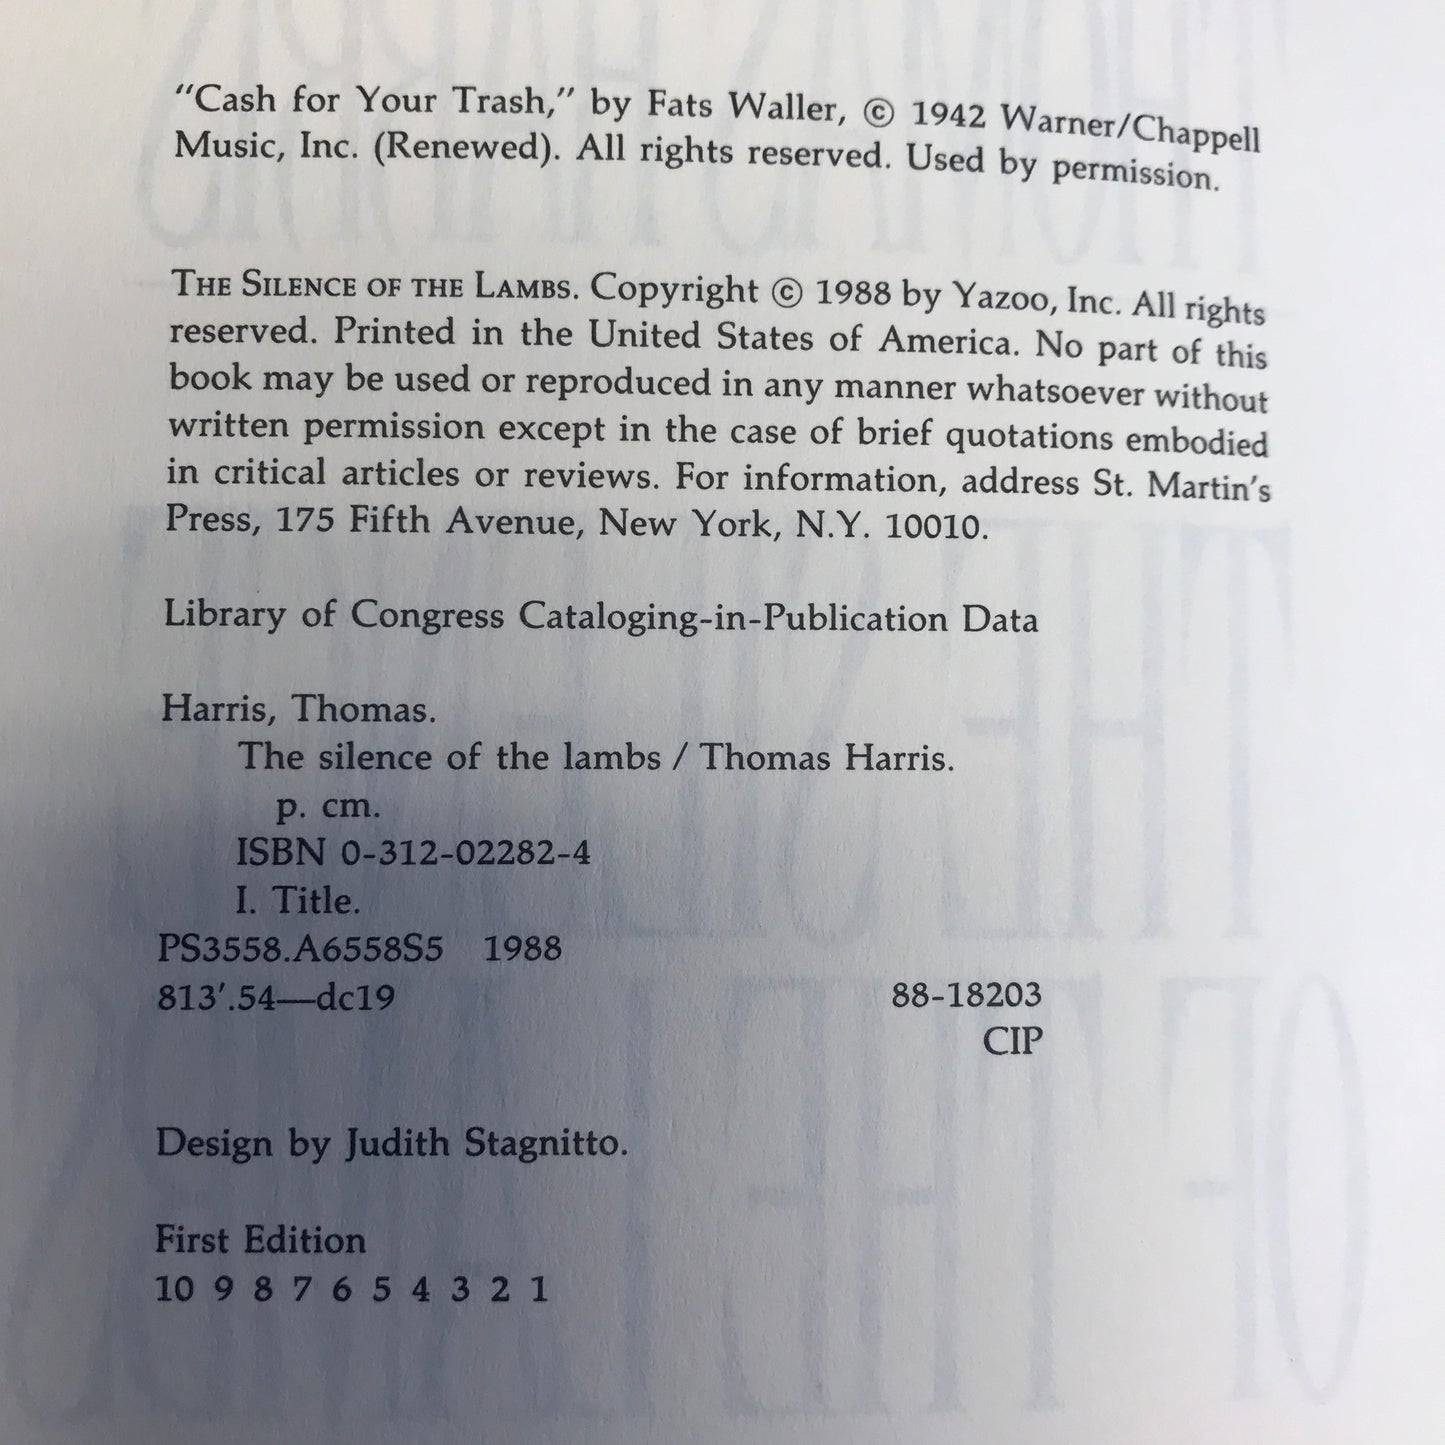 “Cash for Your Trash,” by Fats Waller, © 1942 Warner/Chappell
Music, Inc. (Renewed). All rights reserved. Used by permission.
THE SILENCE OF THE LAMBS. Copyright © 1988 by Yazoo, Inc. All rights
reserved. Printed in the United States of America. No part of this
book may be used or reproduced in any manner whatsoever without
written permission except in the case of brief quotations embodied
in critical articles or reviews. For information, address St. Martin's
Press, 175 Fifth Avenue, New York, N.Y. 10010.
Library of Congress Cataloging-in-Publication Data
Harris, Thomas.
The silence of the lambs / Thomas Harris.
p. cm.
ISBN 0-312-02282-4
I. Title.
PS3558.A6558S5 1988
813′.54—dc19 88-18203
CIP
Design by Judith Stagnitto.
First Edition
10 9 8 7 6 5 4 3 2 1